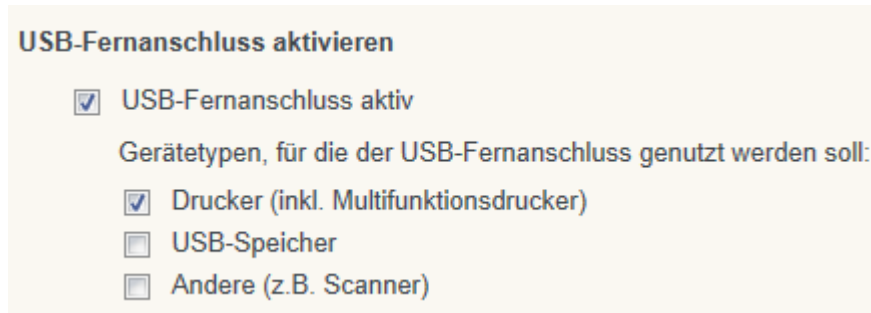 USB-Fernanschluss aktivieren
USB-Fernanschluss aktiv
Gerätetypen, für die der USB-Fernanschluss genutzt werden soll:
Drucker (inkl. Multifunktionsdrucker)
USB-Speicher
Andere (z.B. Scanner)